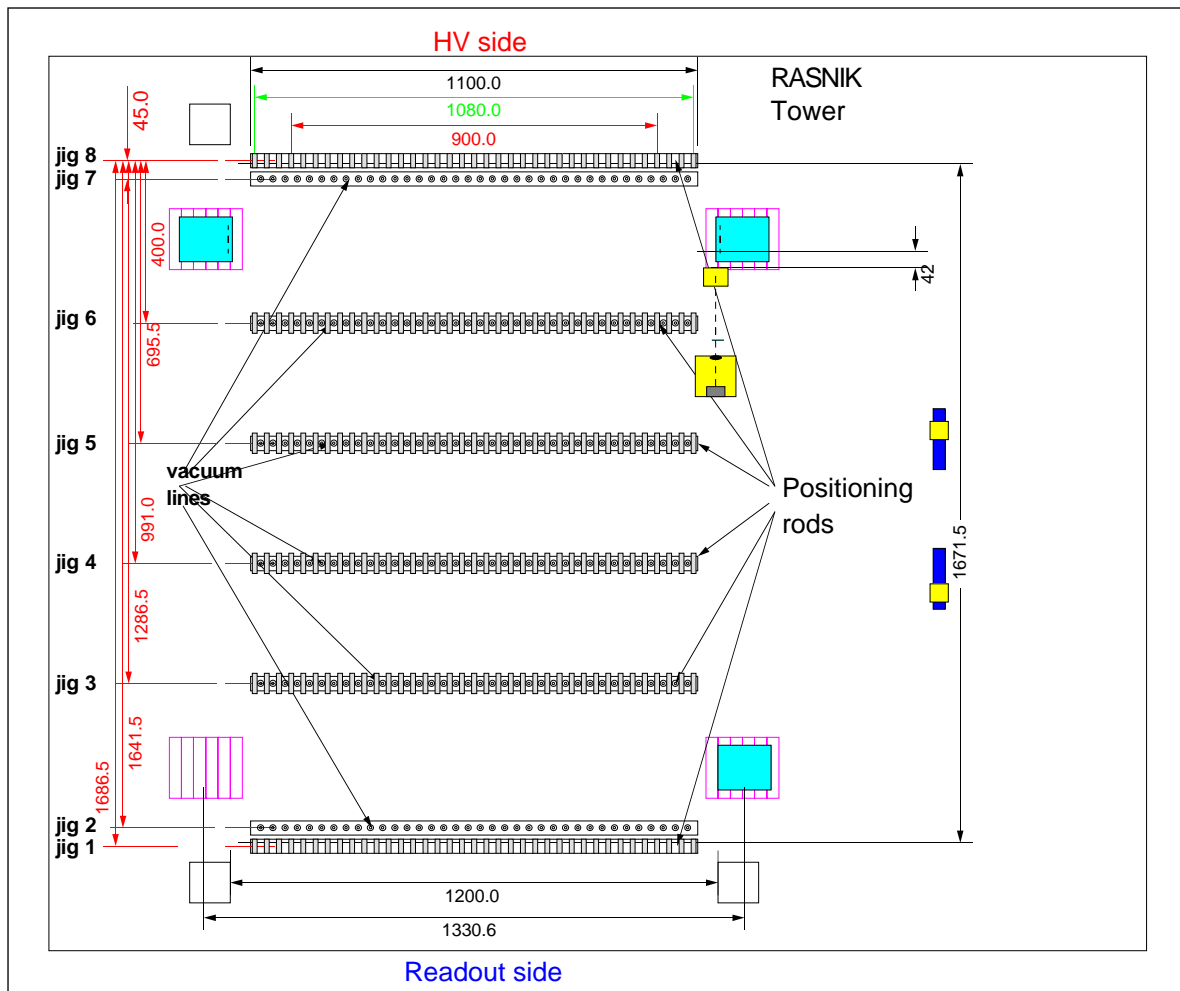 HV side
1100.0
1080.0
900.0
RASNIK
Tower
45.0
jig 8
jig 7
400.0
42
jig 6
695.5
jig 5
vacuum
lines
Positioning
rods
991.0
1671.5
jig 4
1286.5
jig 3
1641.5
1686.5
jig 2
jig 1
1200.0
1330.6
Readout side